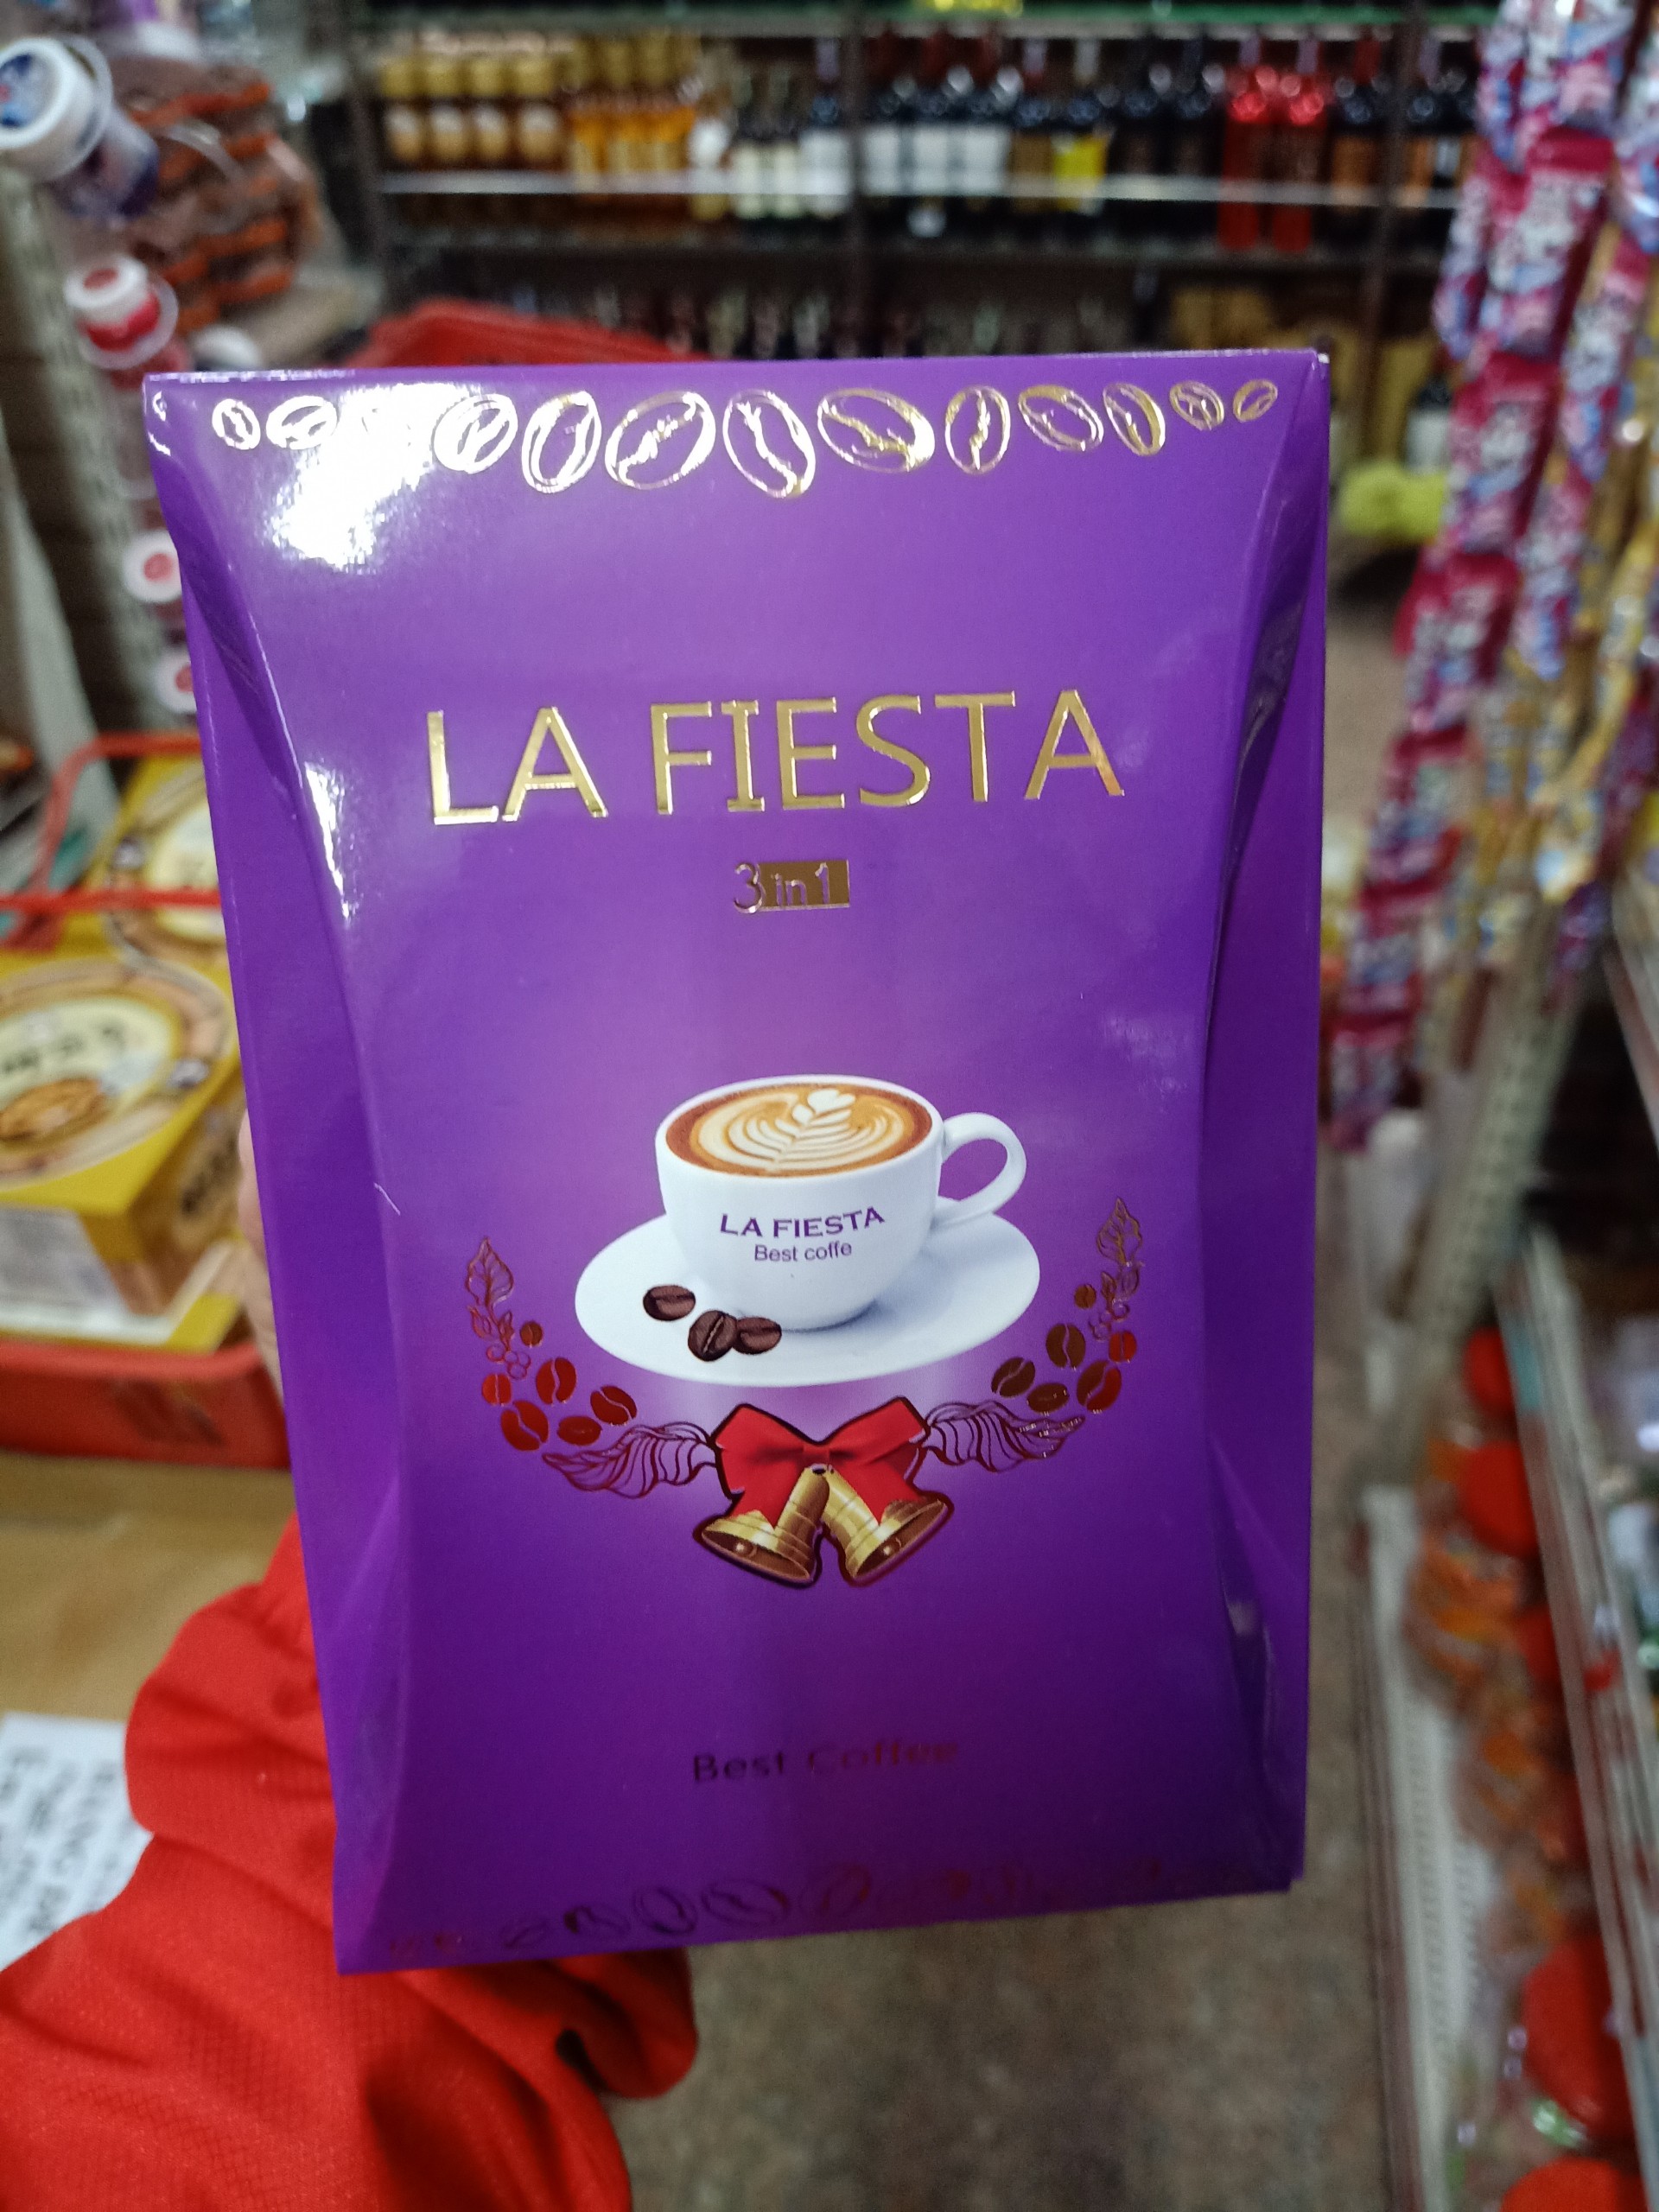 LA FIESTA
3in1
LA FIESTA
Best coffe
Best Coffee